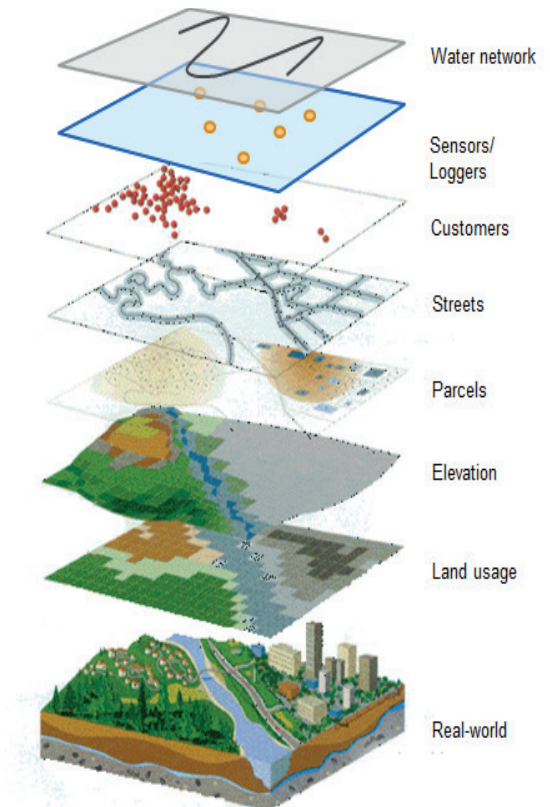 Water network
Sensors/
Loggers
Customers
Streets
Parcels
Elevation
Land usage
Real-world